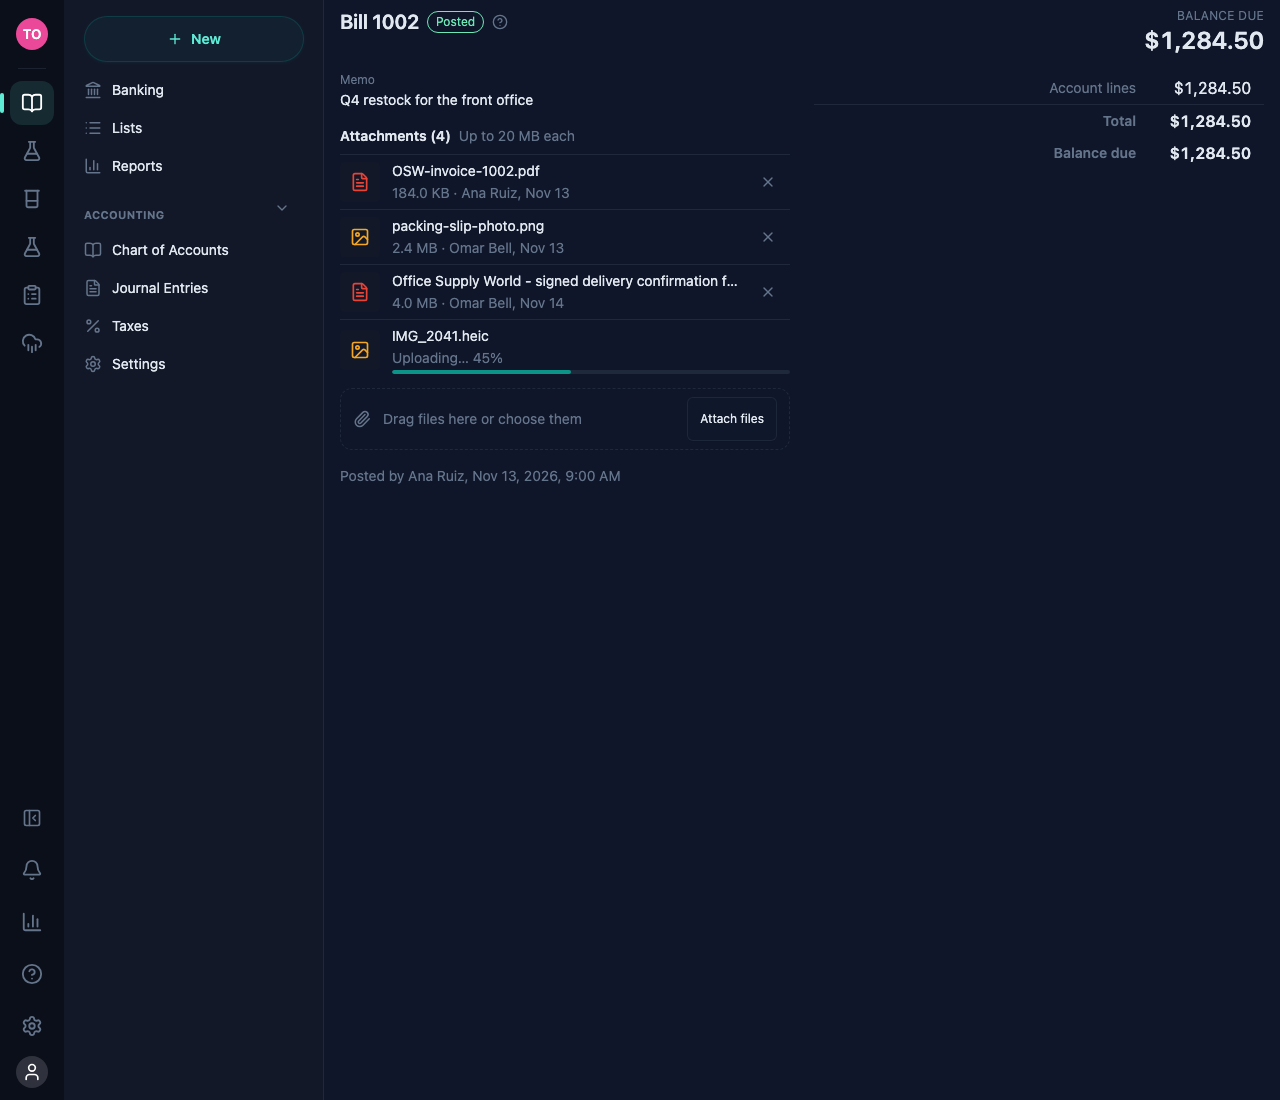 TO
New
Banking
Lists
Reports
ACCOUNTING
Chart of Accounts
Journal Entries
Taxes
Settings
Bill 1002
Posted
BALANCE DUE
$1,284.50
Memo
Q4 restock for the front office
Attachments (4) Up to 20 MB each
OSW-invoice-1002.pdf
184.0 KB · Ana Ruiz, Nov 13
packing-slip-photo.png
2.4 MB · Omar Bell, Nov 13
Office Supply World - signed delivery confirmation f...
4.0 MB · Omar Bell, Nov 14
IMG_2041.heic
Uploading... 45%
Drag files here or choose them
Attach files
Posted by Ana Ruiz, Nov 13, 2026, 9:00 AM
Account lines $1,284.50
Total $1,284.50
Balance due $1,284.50